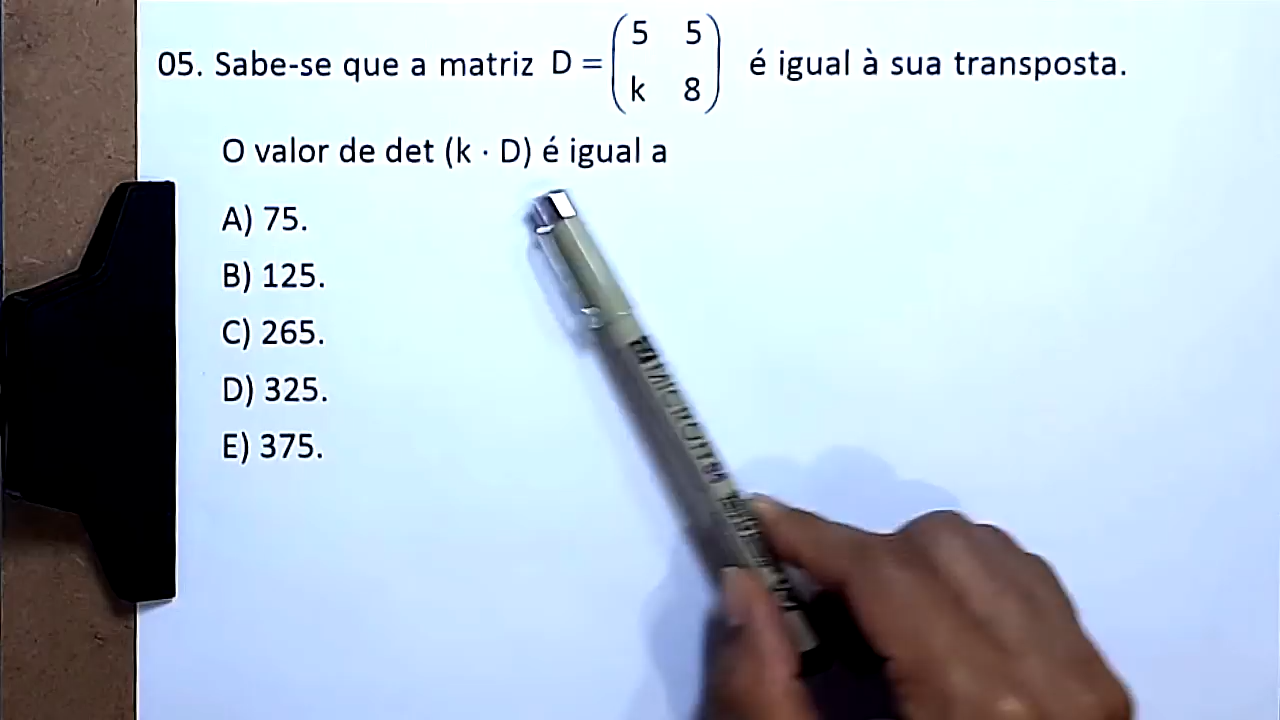 05. Sabe-se que a matriz D = (5 5
k 8) é igual à sua transposta.
O valor de det (k · D) é igual a
A) 75.
B) 125.
C) 265.
D) 325.
E) 375.